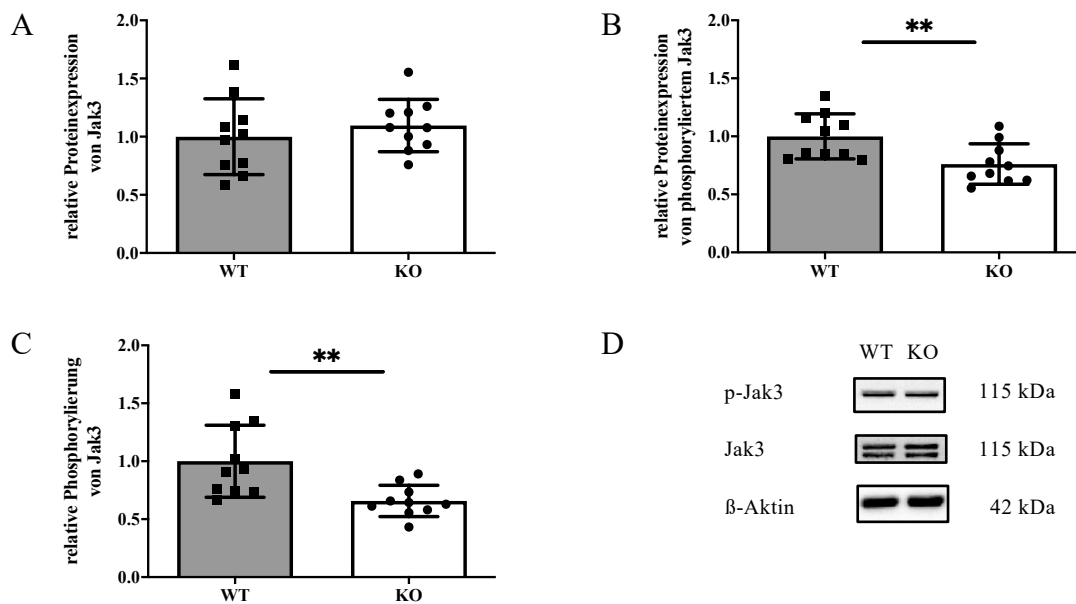 A
relative Proteinexpression
von Jak3
2.0
1.5
1.0
0.5
0.0
WT
KO
B
relative Proteinexpression
von phosphoryliertem Jak3
2.0
1.5
1.0
0.5
0.0
**
WT
KO
C
relative Phosphorylierung
von Jak3
2.0
1.5
1.0
0.5
0.0
**
WT
KO
D
WT KO
p-Jak3 115 kDa
Jak3 115 kDa
ß-Aktin 42 kDa